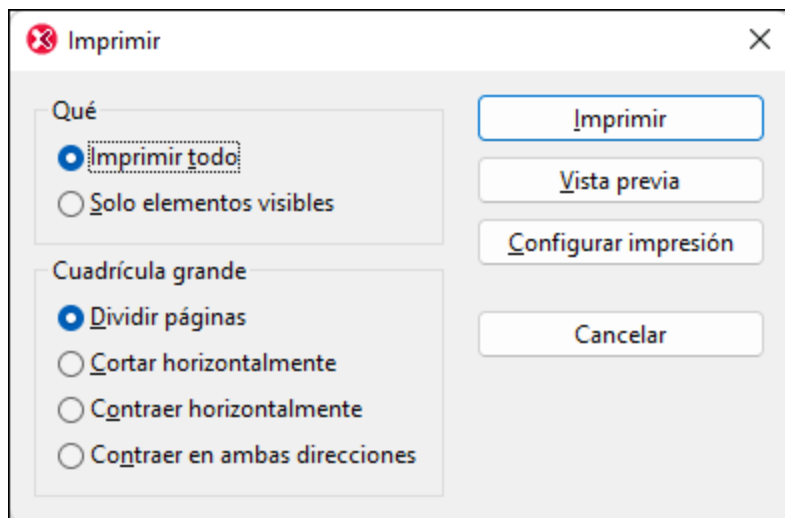 Imprimir
Qué
Imprimir todo
Solo elementos visibles
Cuadrícula grande
Dividir páginas
Cortar horizontalmente
Contraer horizontalmente
Contraer en ambas direcciones
Imprimir
Vista previa
Configurar impresión
Cancelar